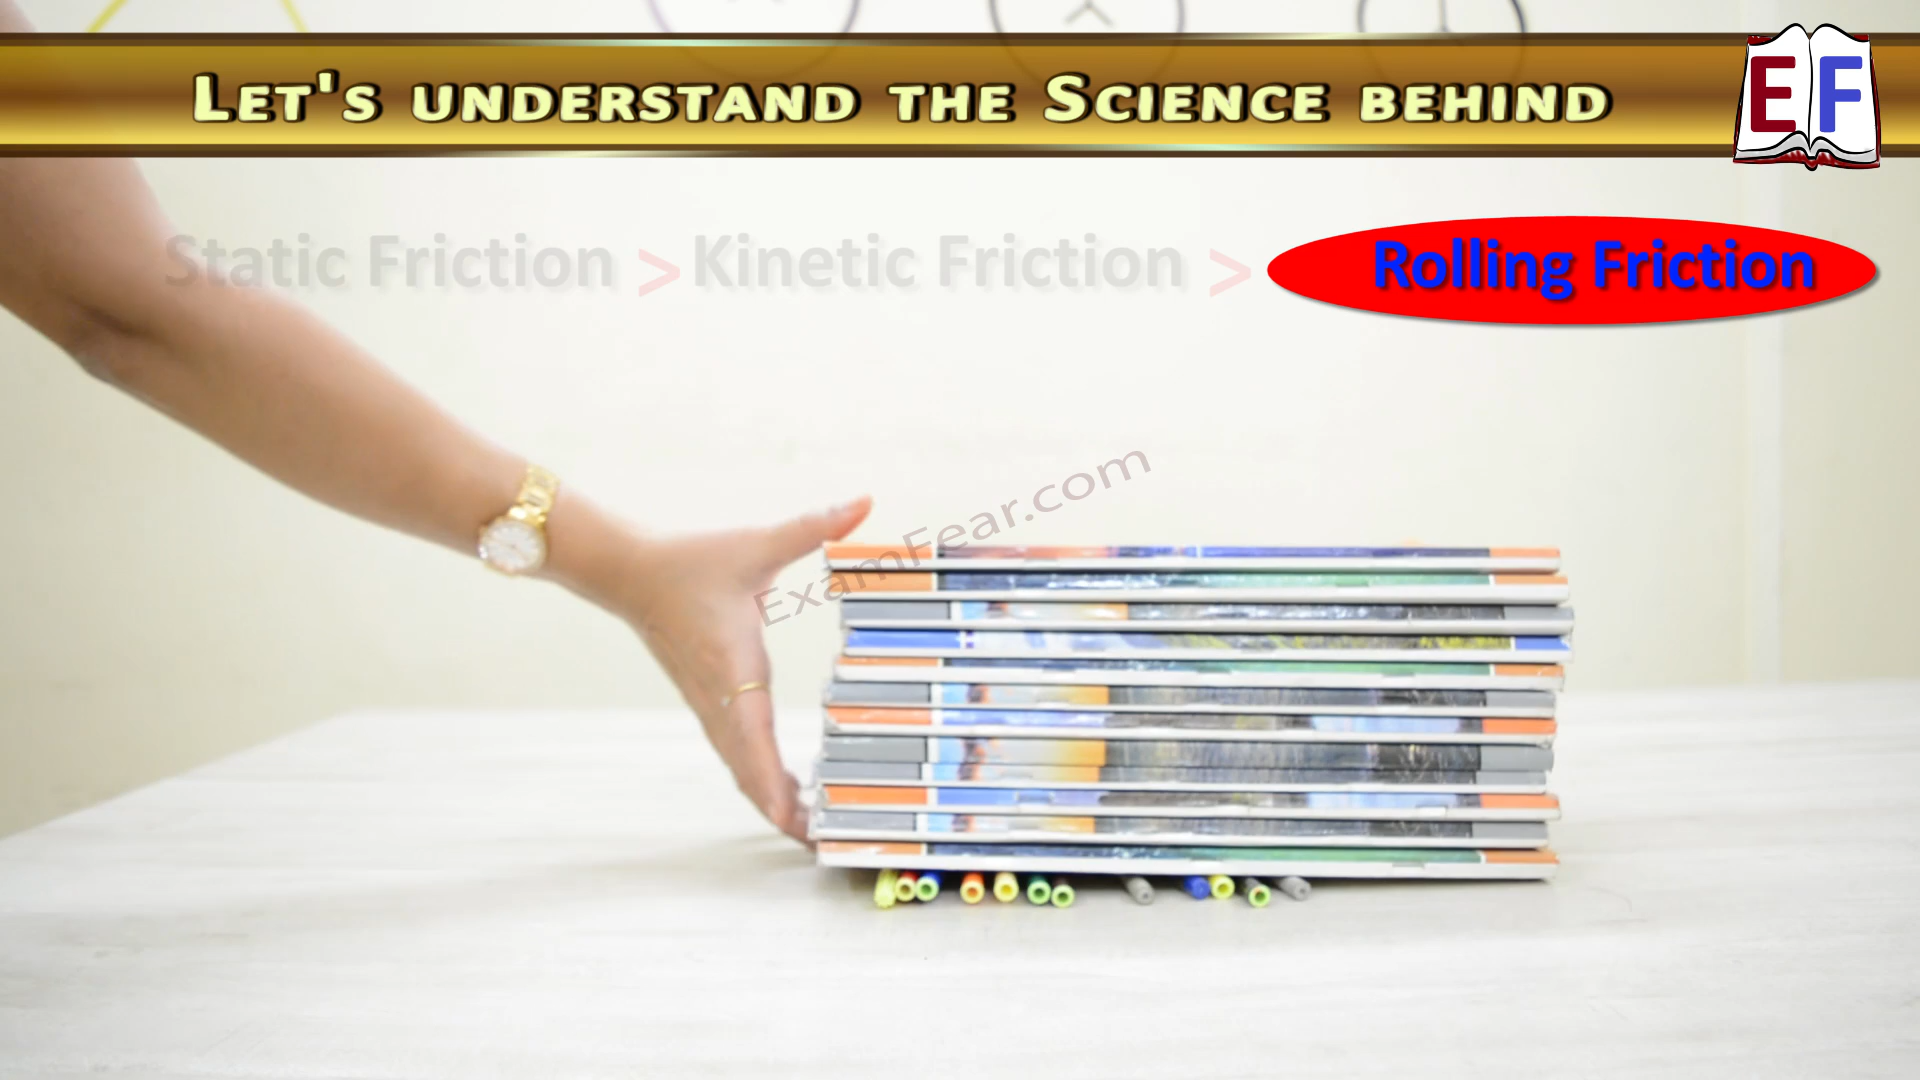 Let's understand the Science behind
EF
Static Friction > Kinetic Friction > Rolling Friction
ExamFear.com